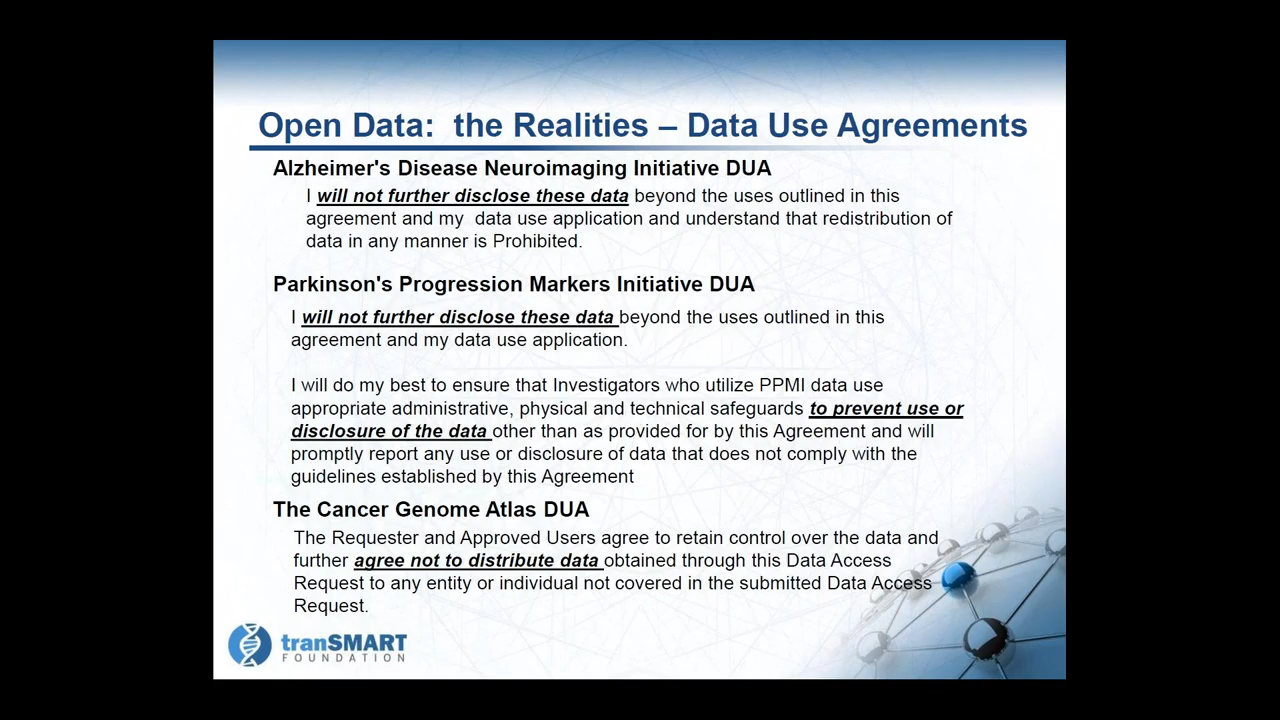 Open Data:  the Realities – Data Use Agreements
Alzheimer's Disease Neuroimaging Initiative DUA
I will not further disclose these data beyond the uses outlined in this
agreement and my  data use application and understand that redistribution of
data in any manner is Prohibited.
Parkinson's Progression Markers Initiative DUA
I will not further disclose these data beyond the uses outlined in this
agreement and my data use application.
I will do my best to ensure that Investigators who utilize PPMI data use
appropriate administrative, physical and technical safeguards to prevent use or
disclosure of the data other than as provided for by this Agreement and will
promptly report any use or disclosure of data that does not comply with the
guidelines established by this Agreement
The Cancer Genome Atlas DUA
The Requester and Approved Users agree to retain control over the data and
further agree not to distribute data obtained through this Data Access
Request to any entity or individual not covered in the submitted Data Access
Request.
tranSMART
FOUNDATION